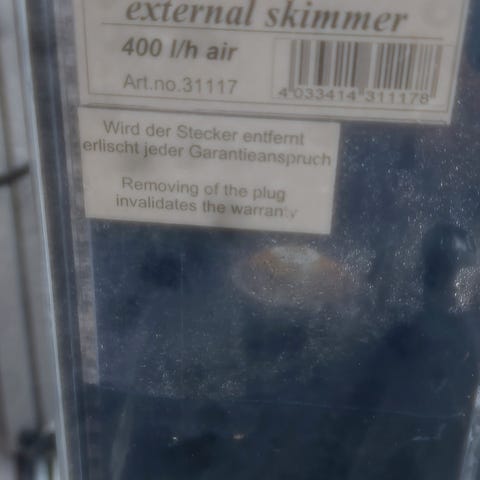 external skimmer
400 l/h air
Art.no.31117
4 033414 311178
Wird der Stecker entfernt
erlischt jeder Garantieanspruch
Removing of the plug
invalidates the warranty